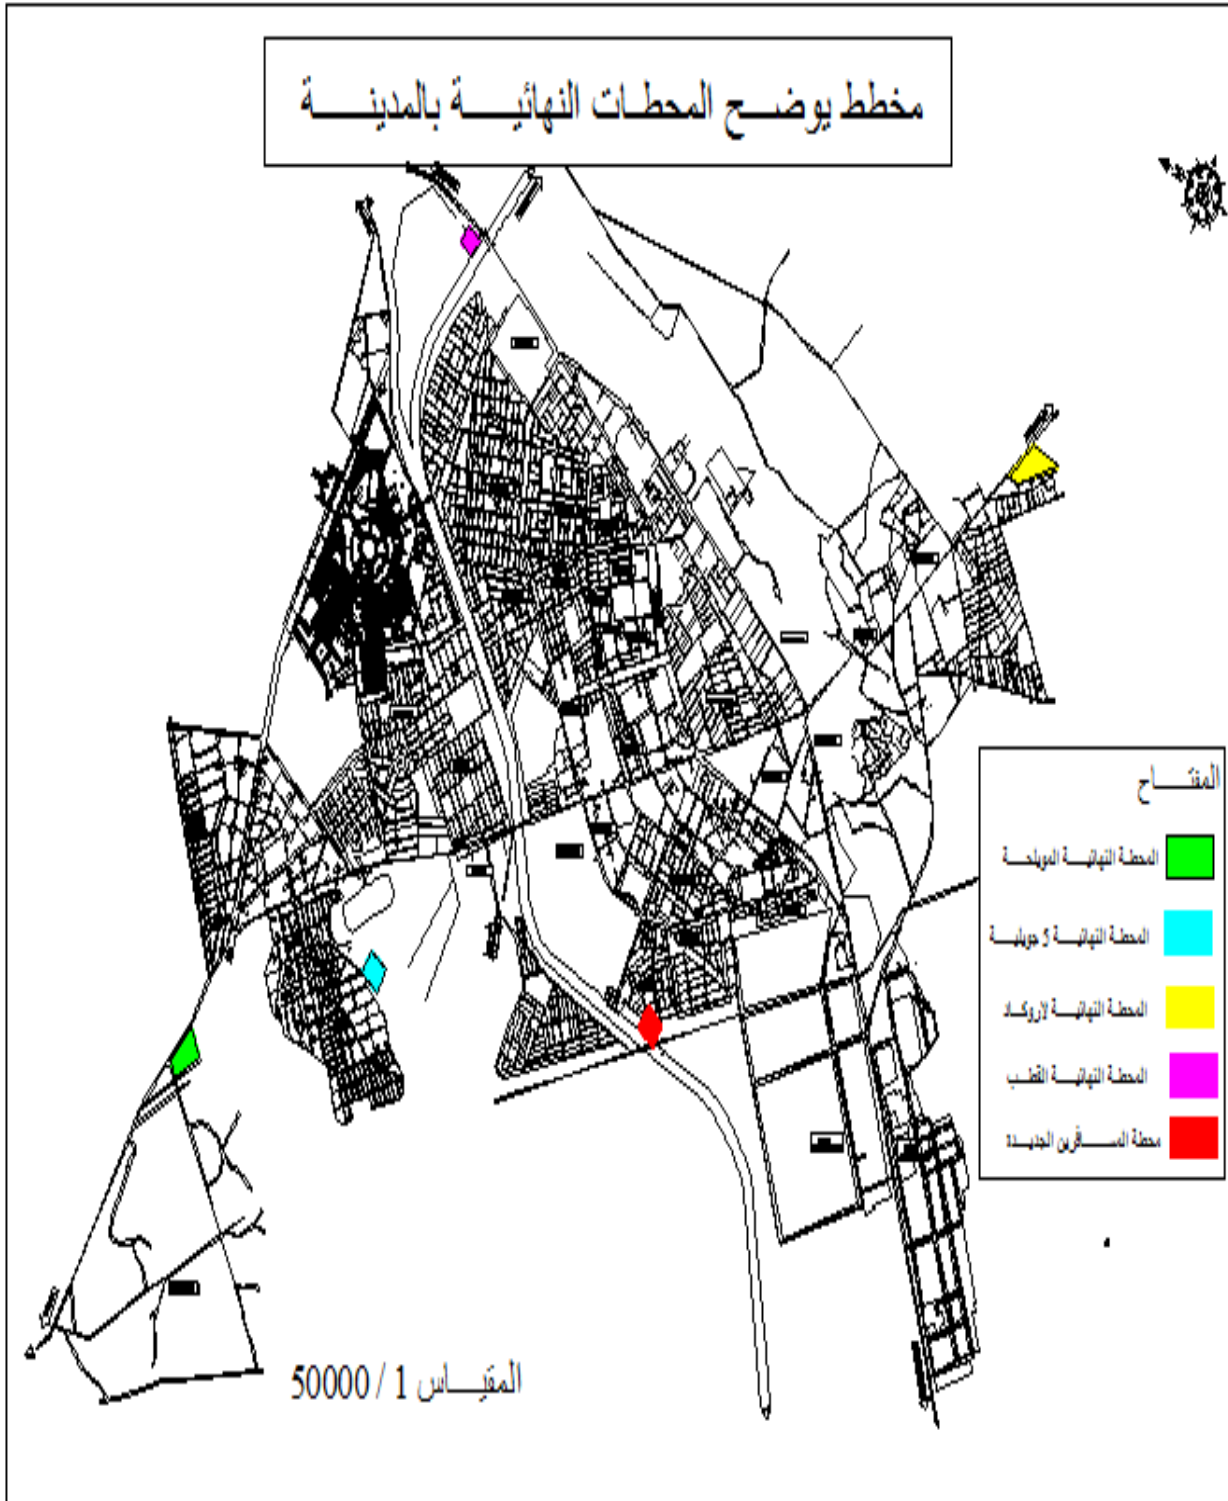 مخطط يوضح المحطات النهائية بالمدينة
المفتاح
المحطة النهائية المويلحة
المحطة النهائية 5 جويلية
المحطة النهائية لاروكاد
المحطة النهائية القطب
محطة المسافرين الجديدة
المقياس 1 / 50000